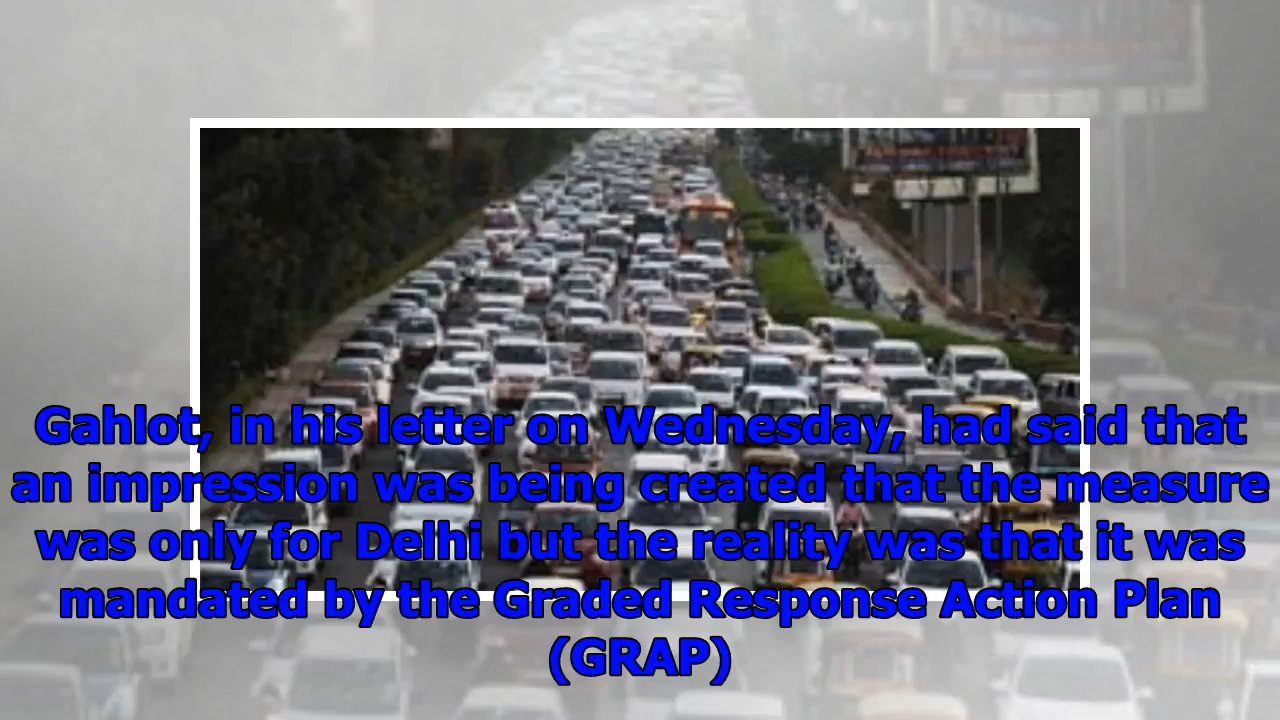 Gahlot, in his letter on Wednesday, had said that
an impression was being created that the measure
was only for Delhi but the reality was that it was
mandated by the Graded Response Action Plan
(GRAP)